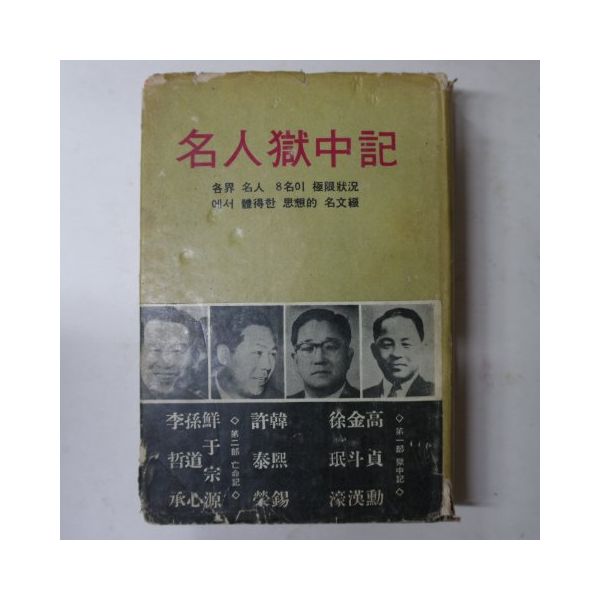 名人獄中記
各界 名人 8名이 極限狀況
에서 體得한 思想的 名文綴
◇第一部 獄中記◇
高貞勳
金斗漢
徐珉濠
韓熙錫
許泰榮
◇第二部 亡命記◇
鮮于宗源
孫道心
李哲承